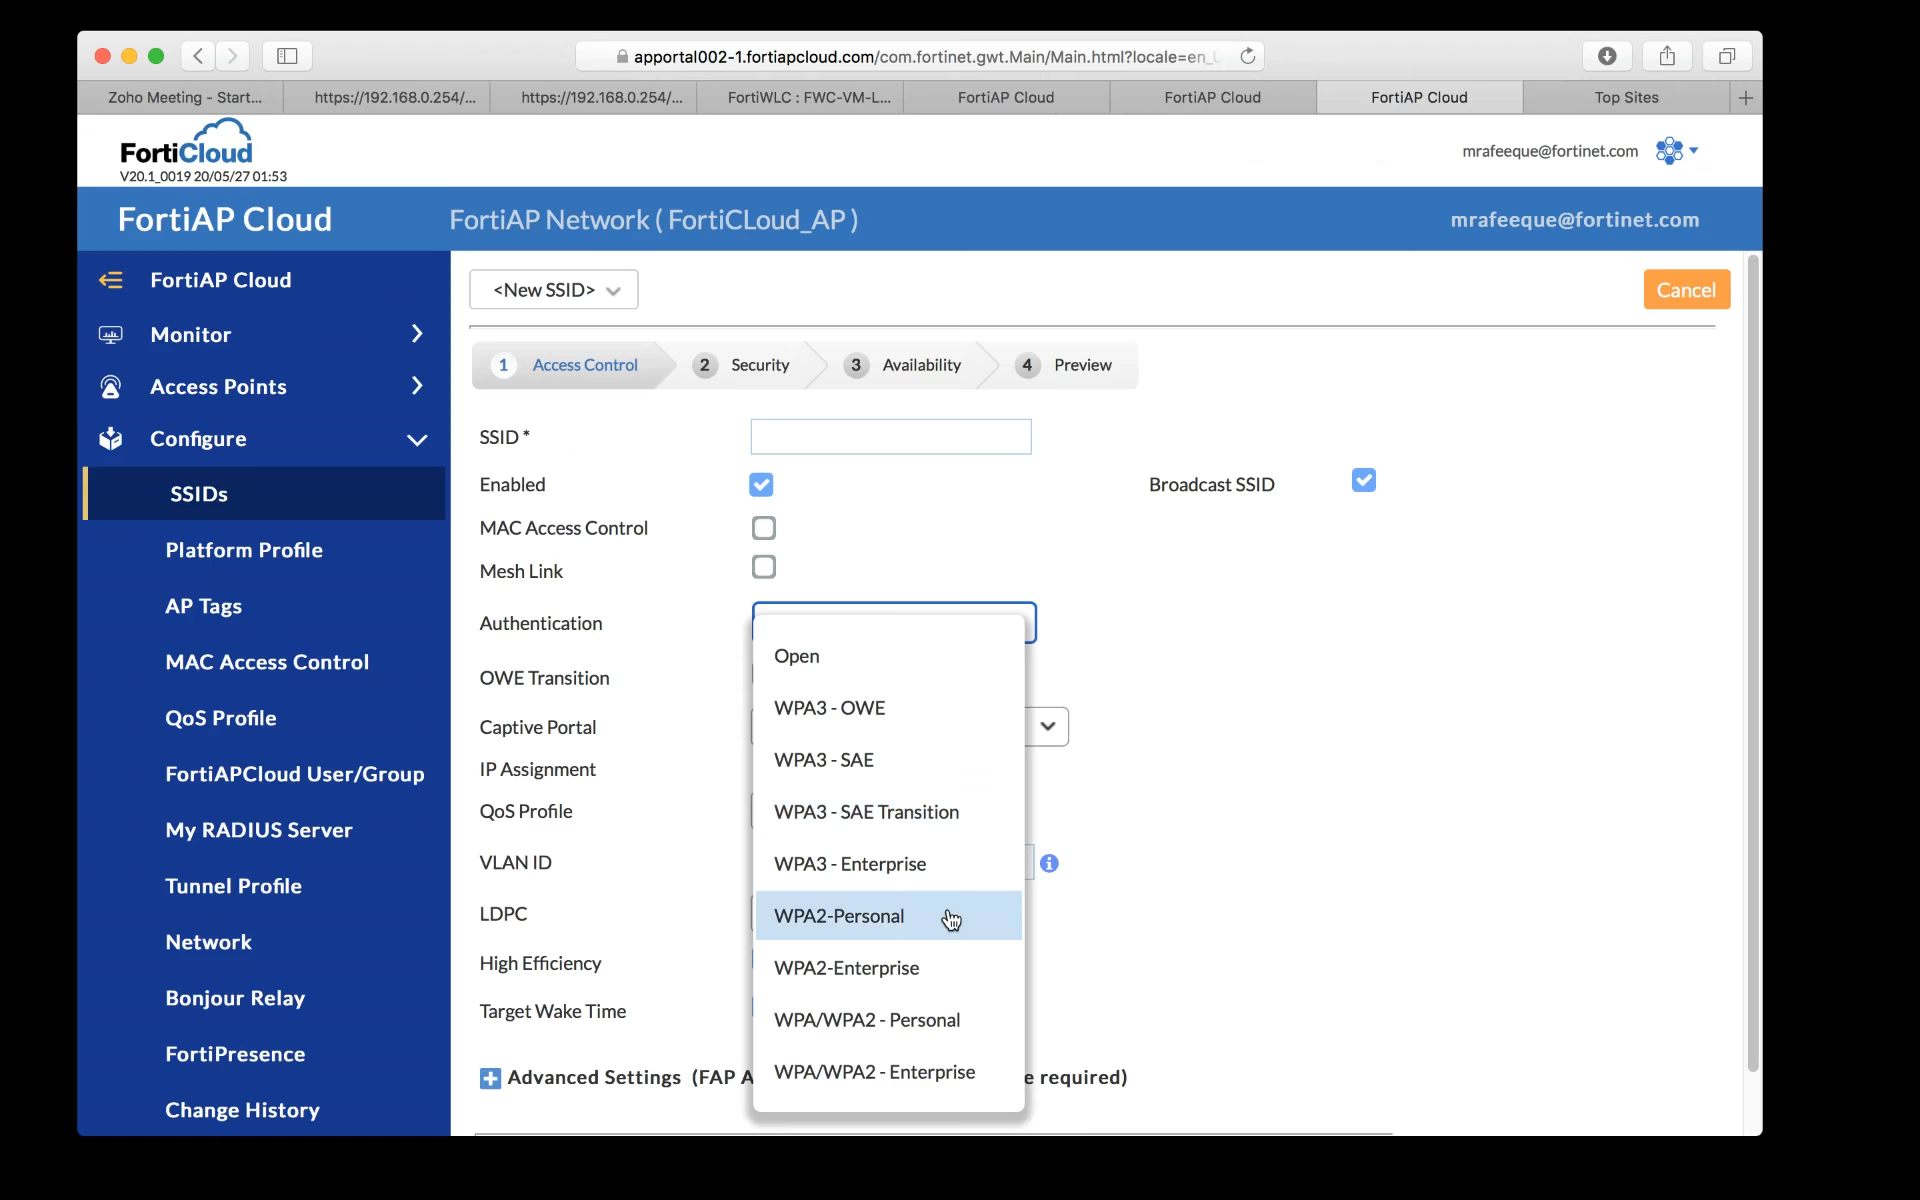 apportal002-1.fortiapcloud.com/com.fortinet.gwt.Main/Main.html?locale=en_
Zoho Meeting - Start...
https://192.168.0.254/...
https://192.168.0.254/...
FortiWLC : FWC-VM-L...
FortiAP Cloud
FortiAP Cloud
FortiAP Cloud
Top Sites
FortiCloud
V20.1_0019 20/05/27 01:53
mrafeeque@fortinet.com
FortiAP Cloud
FortiAP Network ( FortiCLoud_AP )
mrafeeque@fortinet.com
FortiAP Cloud
Monitor
Access Points
Configure
SSIDs
Platform Profile
AP Tags
MAC Access Control
QoS Profile
FortiAPCloud User/Group
My RADIUS Server
Tunnel Profile
Network
Bonjour Relay
FortiPresence
Change History
<New SSID>
Cancel
1 Access Control
2 Security
3 Availability
4 Preview
SSID *
Enabled
Broadcast SSID
MAC Access Control
Mesh Link
Authentication
OWE Transition
Captive Portal
IP Assignment
QoS Profile
VLAN ID
LDPC
High Efficiency
Target Wake Time
Open
WPA3 - OWE
WPA3 - SAE
WPA3 - SAE Transition
WPA3 - Enterprise
WPA2-Personal
WPA2-Enterprise
WPA/WPA2 - Personal
WPA/WPA2 - Enterprise
Advanced Settings (FAP A
e required)